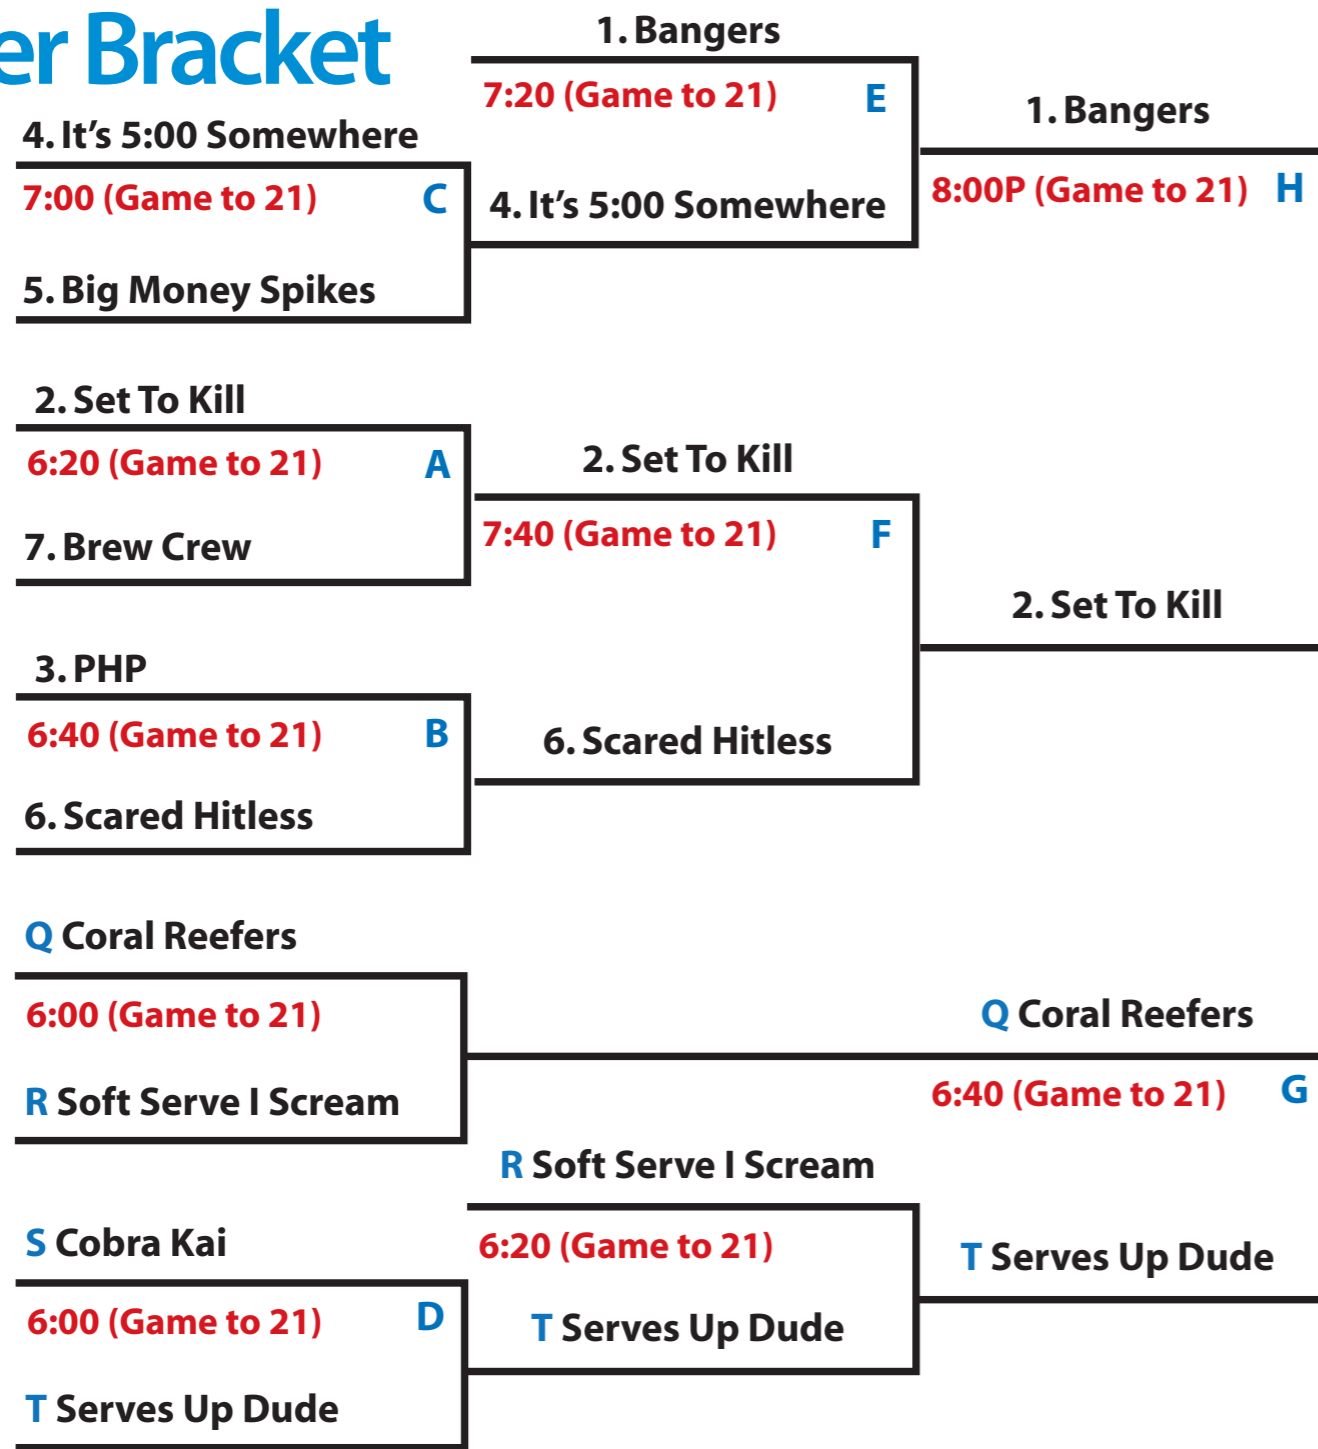 er Bracket
1. Bangers
7:20 (Game to 21) E
1. Bangers
4. It's 5:00 Somewhere
7:00 (Game to 21) C
4. It's 5:00 Somewhere
8:00P (Game to 21) H
5. Big Money Spikes
2. Set To Kill
6:20 (Game to 21) A
2. Set To Kill
7. Brew Crew
7:40 (Game to 21) F
2. Set To Kill
3. PHP
6:40 (Game to 21) B
6. Scared Hitless
6. Scared Hitless
Q Coral Reefers
6:00 (Game to 21)
Q Coral Reefers
R Soft Serve I Scream
6:40 (Game to 21) G
R Soft Serve I Scream
S Cobra Kai
6:20 (Game to 21)
T Serves Up Dude
6:00 (Game to 21) D
T Serves Up Dude
T Serves Up Dude